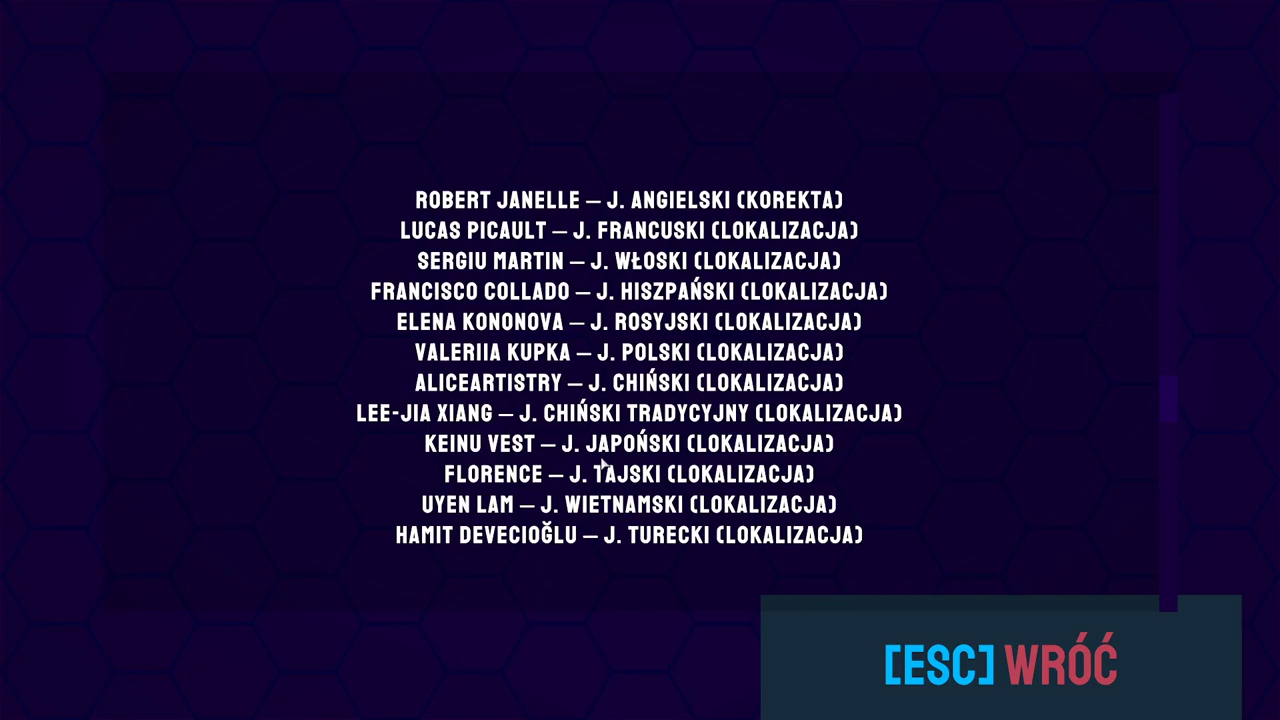 ROBERT JANELLE – J. ANGIELSKI (KOREKTA)
LUCAS PICAULT – J. FRANCUSKI (LOKALIZACJA)
SERGIU MARTIN – J. WŁOSKI (LOKALIZACJA)
FRANCISCO COLLADO – J. HISZPAŃSKI (LOKALIZACJA)
ELENA KONONOVA – J. ROSYJSKI (LOKALIZACJA)
VALERIIA KUPKA – J. POLSKI (LOKALIZACJA)
ALICEARTISTRY – J. CHIŃSKI (LOKALIZACJA)
LEE-JIA XIANG – J. CHIŃSKI TRADYCYJNY (LOKALIZACJA)
KEINU VEST – J. JAPOŃSKI (LOKALIZACJA)
FLORENCE – J. TAJSKI (LOKALIZACJA)
UYEN LAM – J. WIETNAMSKI (LOKALIZACJA)
HAMIT DEVECIOĞLU – J. TURECKI (LOKALIZACJA)
[ESC] WRÓĆ